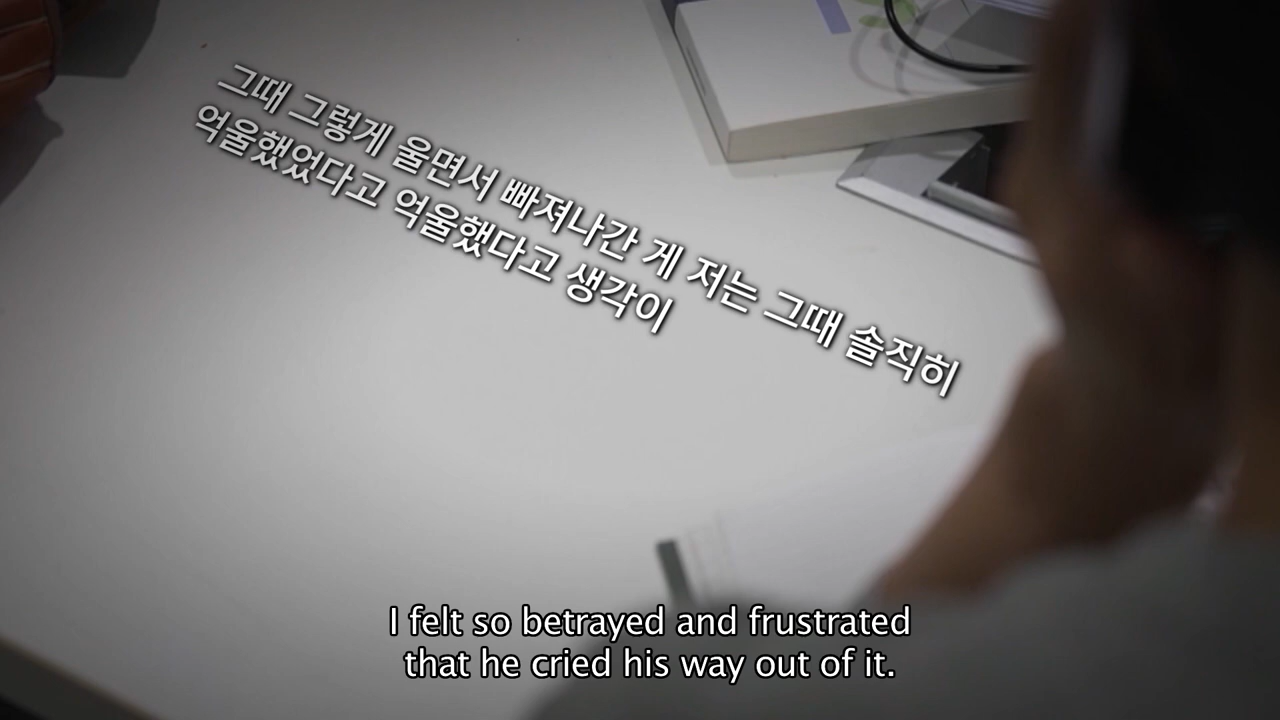 그때 그렇게 울면서 빠져나간 게 저는 그때 솔직히
억울했었다고 억울했다고 생각이
I felt so betrayed and frustrated
that he cried his way out of it.